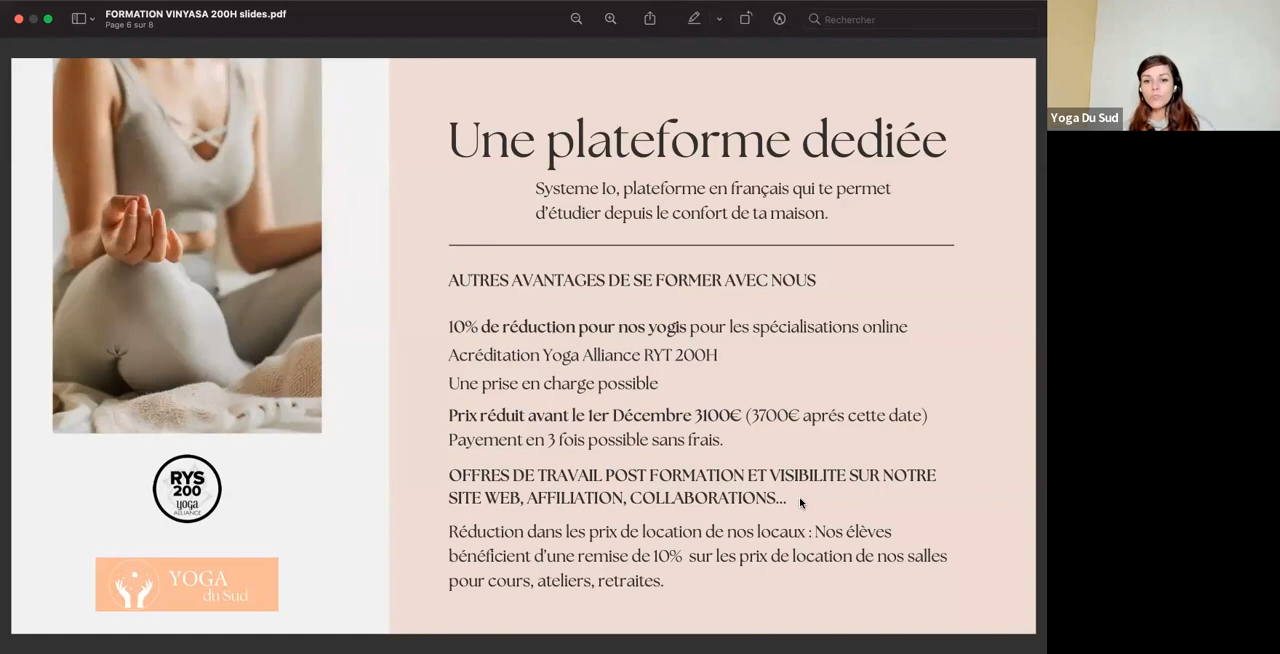 FORMATION VINYASA 200H slides.pdf
Page 6 sur 8
Rechercher
Yoga Du Sud
Une plateforme dediée
Systeme Io, plateforme en français qui te permet
d'étudier depuis le confort de ta maison.
AUTRES AVANTAGES DE SE FORMER AVEC NOUS
10% de réduction pour nos yogis pour les spécialisations online
Acréditation Yoga Alliance RYT 200H
Une prise en charge possible
Prix réduit avant le 1er Décembre 3100€ (3700€ aprés cette date)
Payement en 3 fois possible sans frais.
OFFRES DE TRAVAIL POST FORMATION ET VISIBILITE SUR NOTRE
SITE WEB, AFFILIATION, COLLABORATIONS...
Réduction dans les prix de location de nos locaux : Nos élèves
bénéficient d'une remise de 10%  sur les prix de location de nos salles
pour cours, ateliers, retraites.
RYS
200
yoga
ALLIANCE
YOGA
du Sud